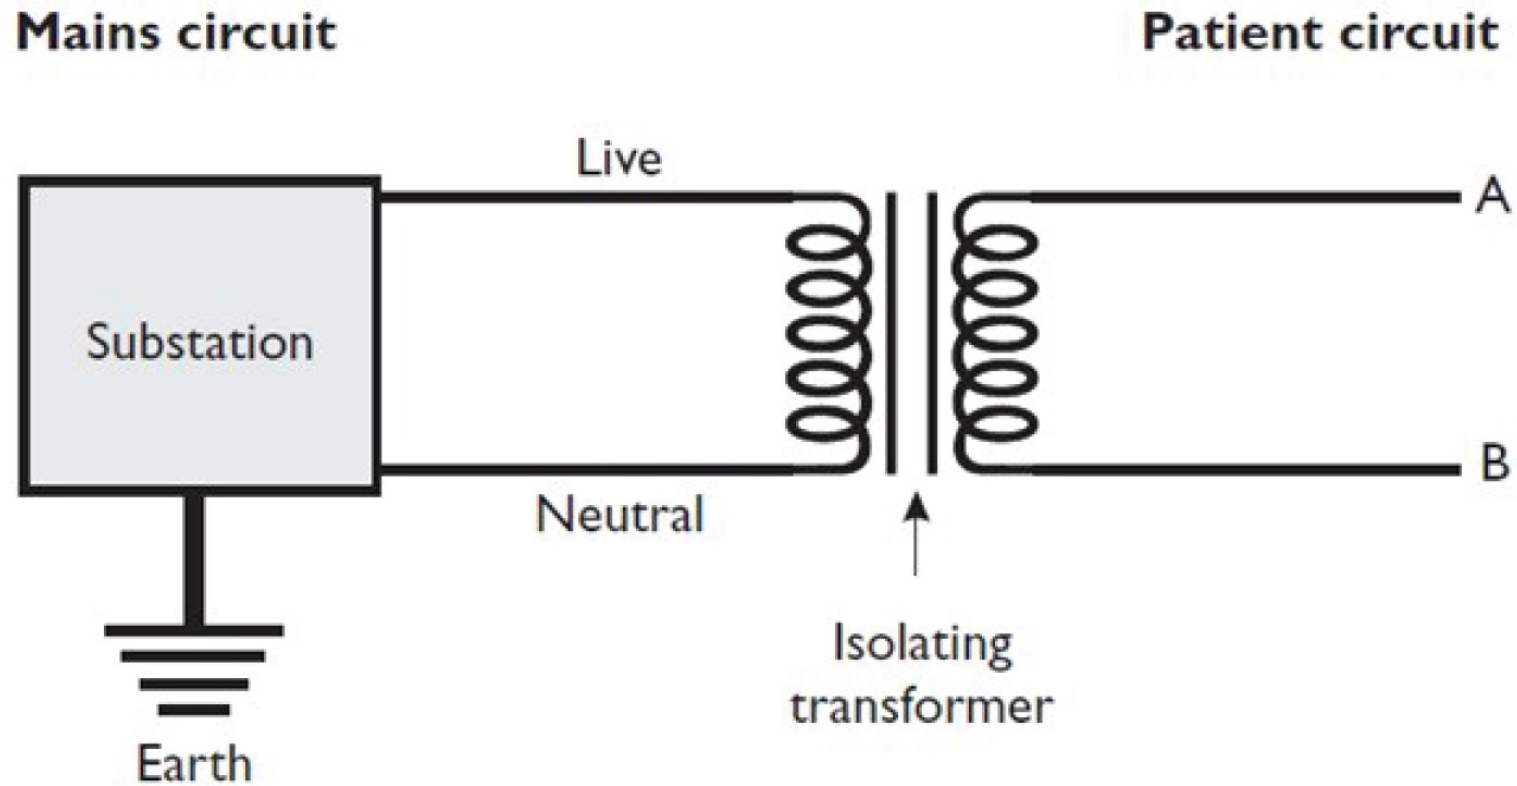 Mains circuit
Patient circuit
Live
A
Substation
B
Neutral
Isolating
transformer
Earth